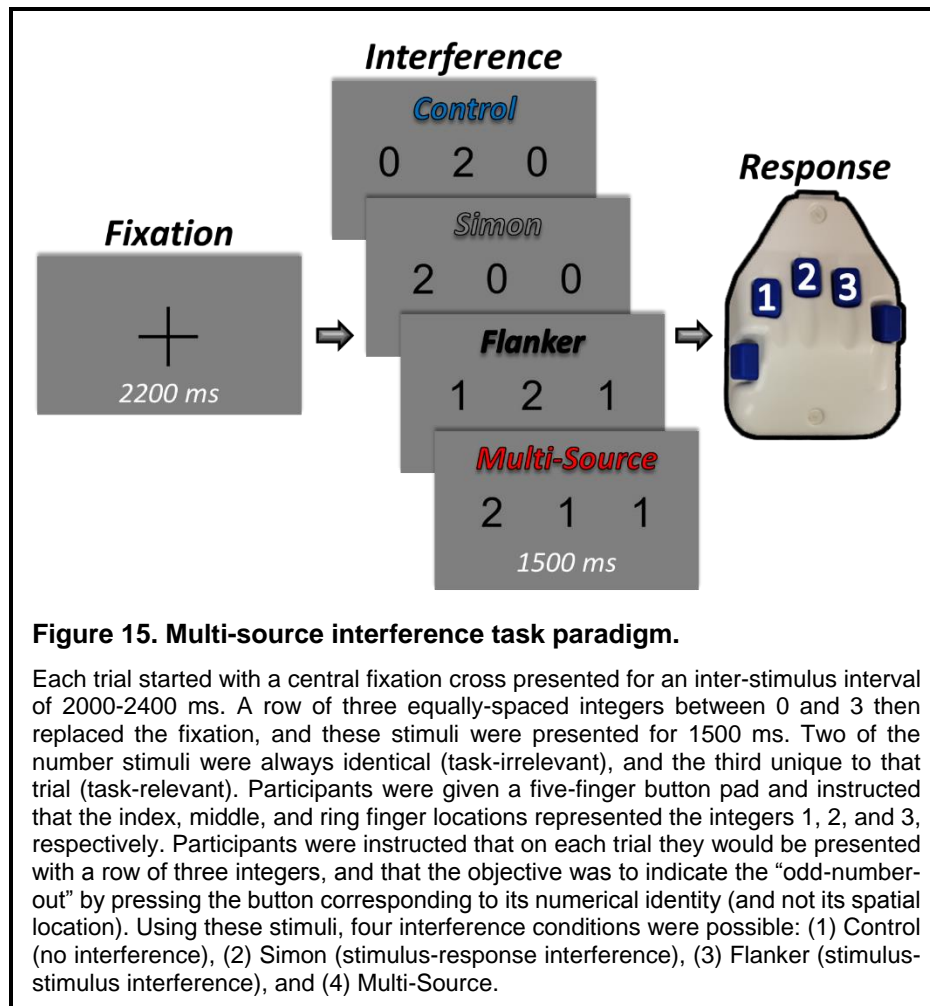 Interference
Control
0 2 0
Simon
2 0 0
Flanker
1 2 1
Multi-Source
2 1 1
1500 ms
Fixation
2200 ms
Response
1 2 3
Figure 15. Multi-source interference task paradigm.
Each trial started with a central fixation cross presented for an inter-stimulus interval
of 2000-2400 ms. A row of three equally-spaced integers between 0 and 3 then
replaced the fixation, and these stimuli were presented for 1500 ms. Two of the
number stimuli were always identical (task-irrelevant), and the third unique to that
trial (task-relevant). Participants were given a five-finger button pad and instructed
that the index, middle, and ring finger locations represented the integers 1, 2, and 3,
respectively. Participants were instructed that on each trial they would be presented
with a row of three integers, and that the objective was to indicate the “odd-number-
out” by pressing the button corresponding to its numerical identity (and not its spatial
location). Using these stimuli, four interference conditions were possible: (1) Control
(no interference), (2) Simon (stimulus-response interference), (3) Flanker (stimulus-
stimulus interference), and (4) Multi-Source.